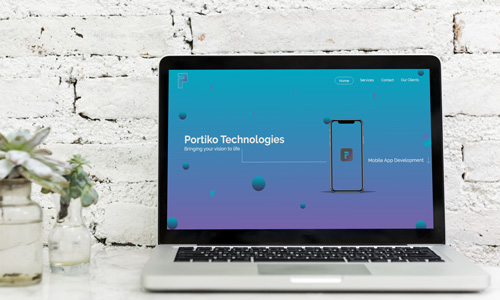 Home Services Contact Our Clients
Portiko Technologies
Bringing your vision to life
Mobile App Development